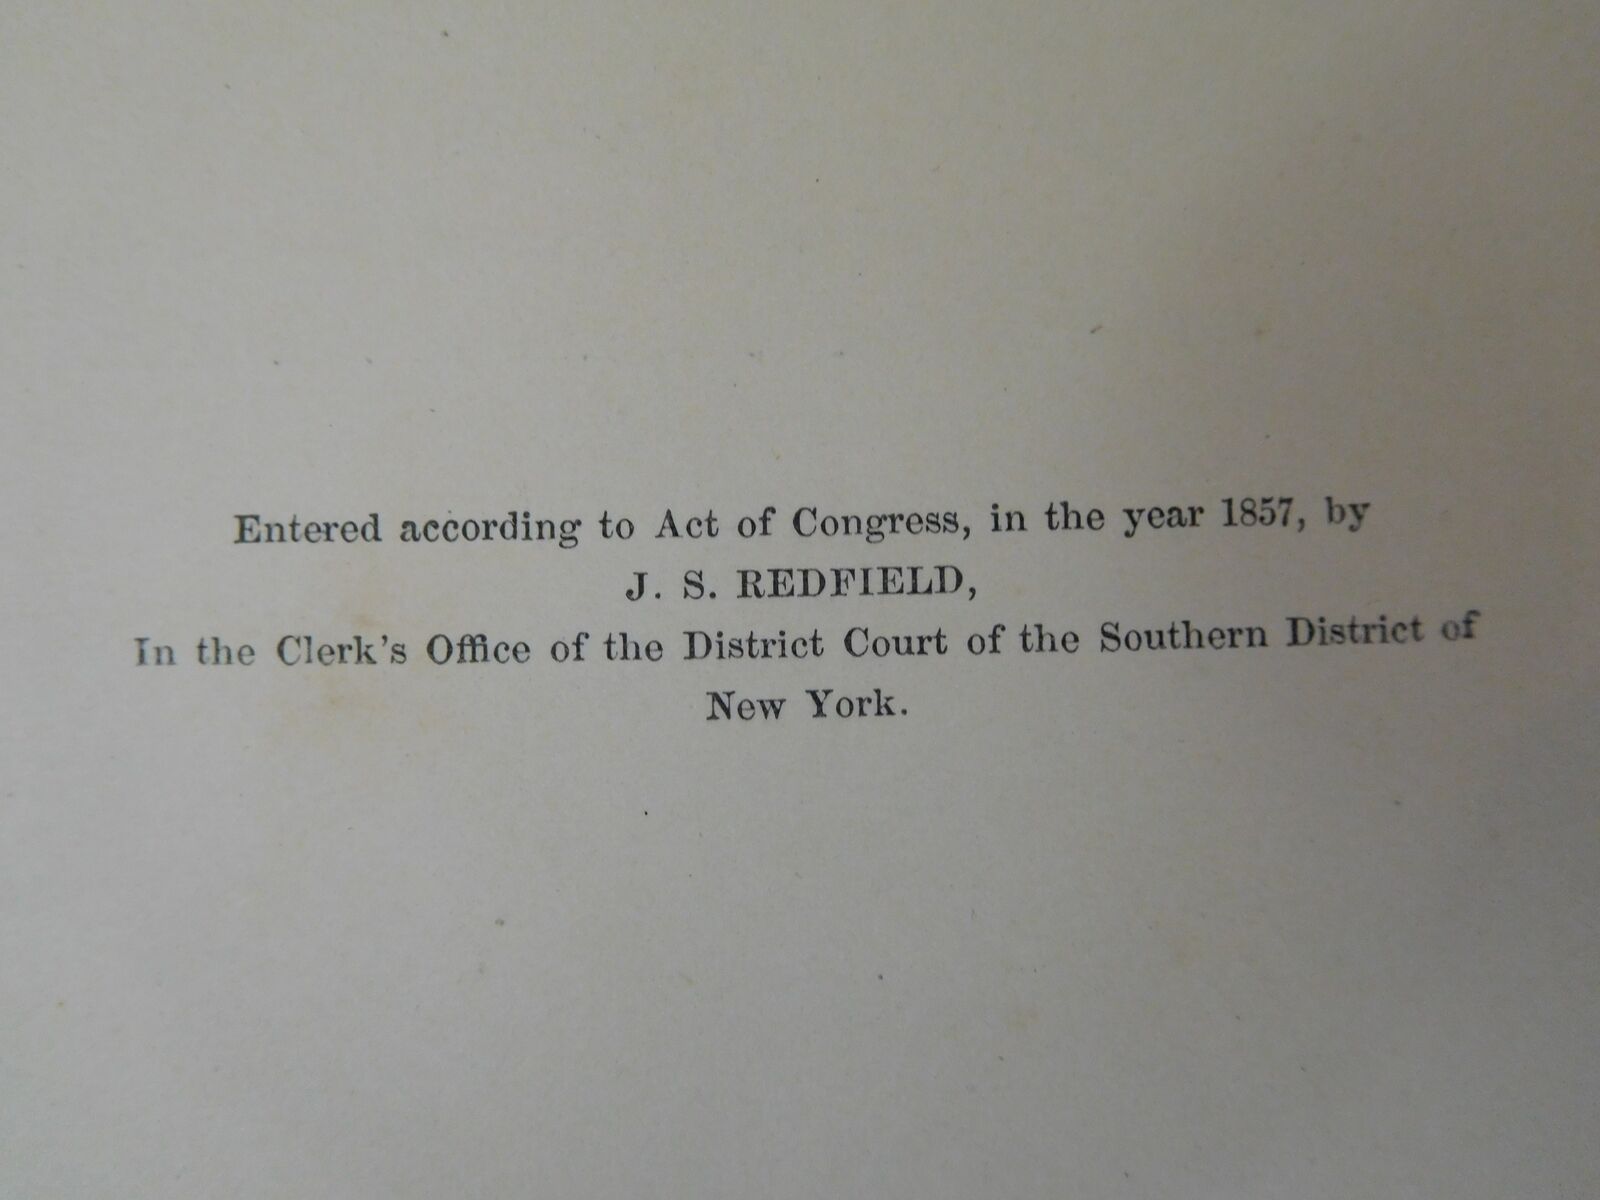 Entered according to Act of Congress, in the year 1857, by
J. S. REDFIELD,
In the Clerk's Office of the District Court of the Southern District of
New York.